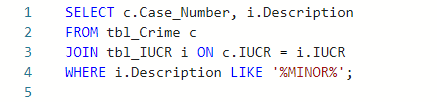 1 SELECT c.Case_Number, i.Description
2 FROM tbl_Crime c
3 JOIN tbl_IUCR i ON c.IUCR = i.IUCR
4 WHERE i.Description LIKE '%MINOR%';
5